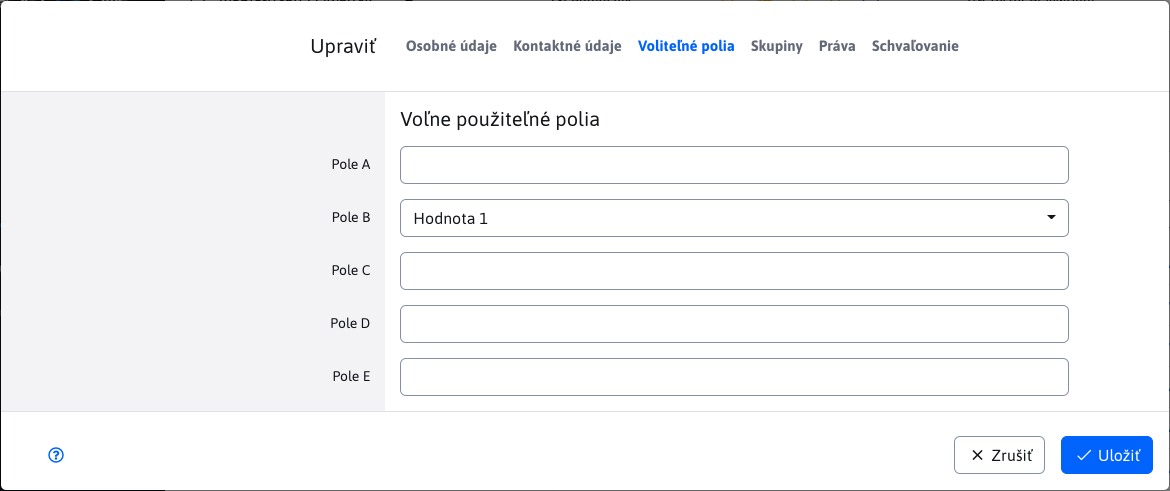 Upraviť Osobné údaje Kontaktné údaje Voliteľné polia Skupiny Práva Schvaľovanie
Voľne použiteľné polia
Pole A
Pole B Hodnota 1
Pole C
Pole D
Pole E
Zrušiť Uložiť